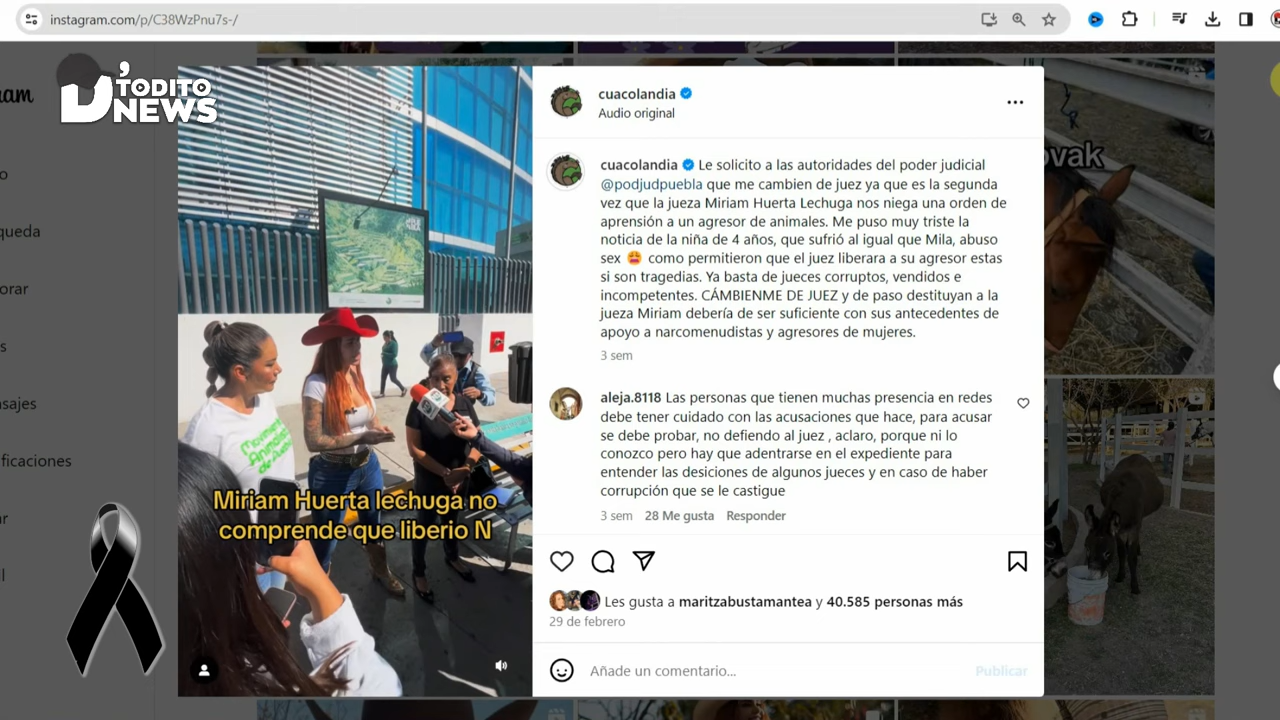 instagram.com/p/C38WzPnu7s-/
am
D'TODITO
NEWS
queda
orar
s
sajes
ficaciones
ar
l
ovak
cuacolandia
Audio original
cuacolandia Le solicito a las autoridades del poder judicial
@podjudpuebla que me cambien de juez ya que es la segunda
vez que la jueza Miriam Huerta Lechuga nos niega una orden de
aprensión a un agresor de animales. Me puso muy triste la
noticia de la niña de 4 años, que sufrió al igual que Mila, abuso
sex 🤩 como permitieron que el juez liberara a su agresor estas
si son tragedias. Ya basta de jueces corruptos, vendidos e
incompetentes. CÁMBIENME DE JUEZ y de paso destituyan a la
jueza Miriam debería de ser suficiente con sus antecedentes de
apoyo a narcomenudistas y agresores de mujeres.
3 sem
aleja.8118 Las personas que tienen muchas presencia en redes
debe tener cuidado con las acusaciones que hace, para acusar
se debe probar, no defiendo al juez , aclaro, porque ni lo
conozco pero hay que adentrarse en el expediente para
entender las desiciones de algunos jueces y en caso de haber
corrupción que se le castigue
3 sem 28 Me gusta Responder
Les gusta a maritzabustamantea y 40.585 personas más
29 de febrero
Añade un comentario...
Publicar
Miriam Huerta lechuga no
comprende que liberio N